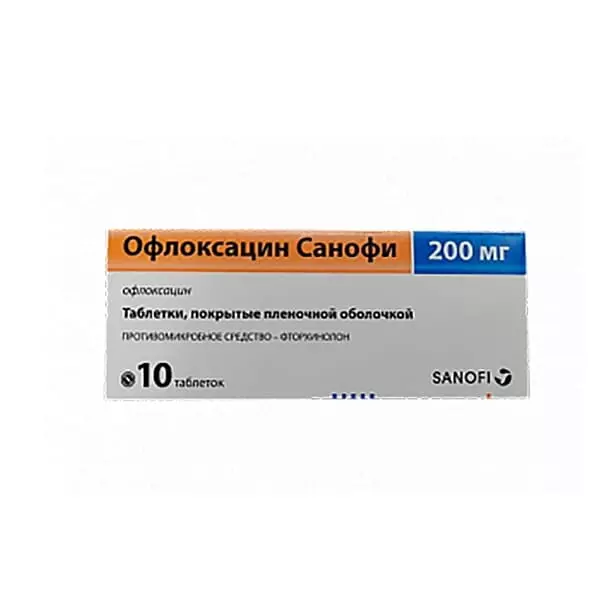 Офлоксацин Санофи 200 мг
офлоксацин
Таблетки, покрытые пленочной оболочкой
ПРОТИВОМИКРОБНОЕ СРЕДСТВО – ФТОРХИНОЛОН
10 таблеток SANOFI